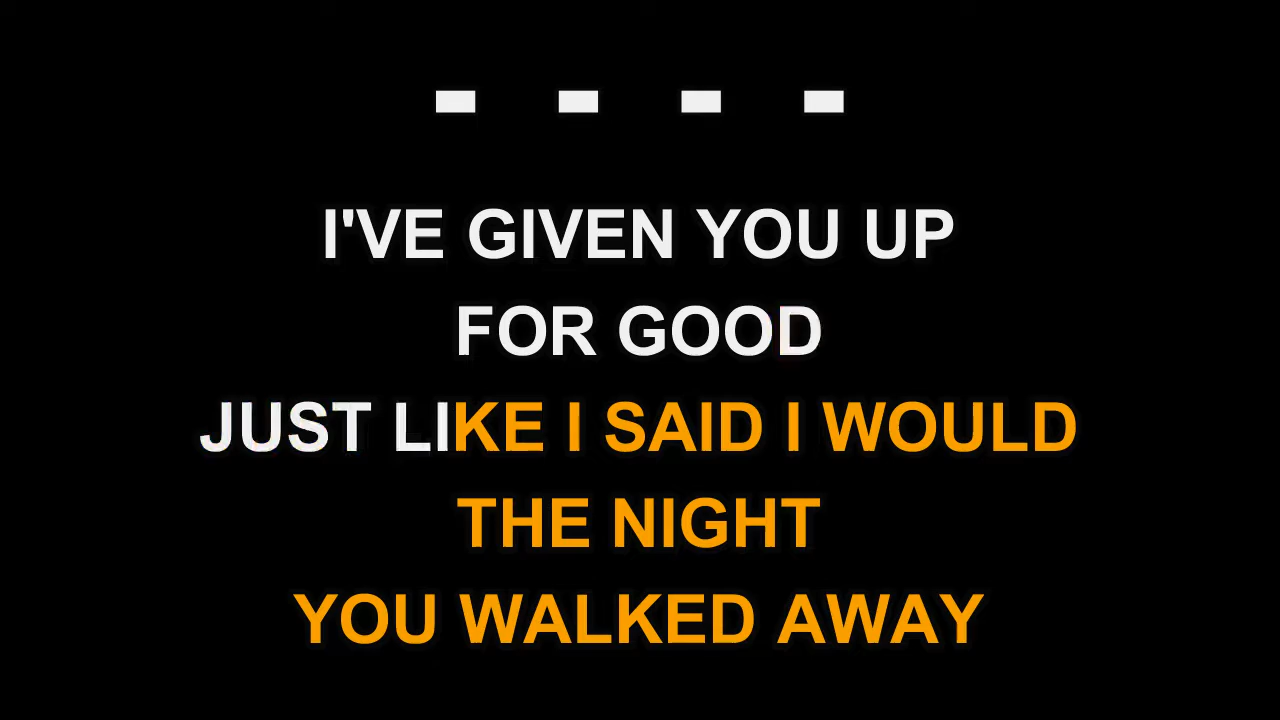 - - - -
I'VE GIVEN YOU UP
FOR GOOD
JUST LIKE I SAID I WOULD
THE NIGHT
YOU WALKED AWAY